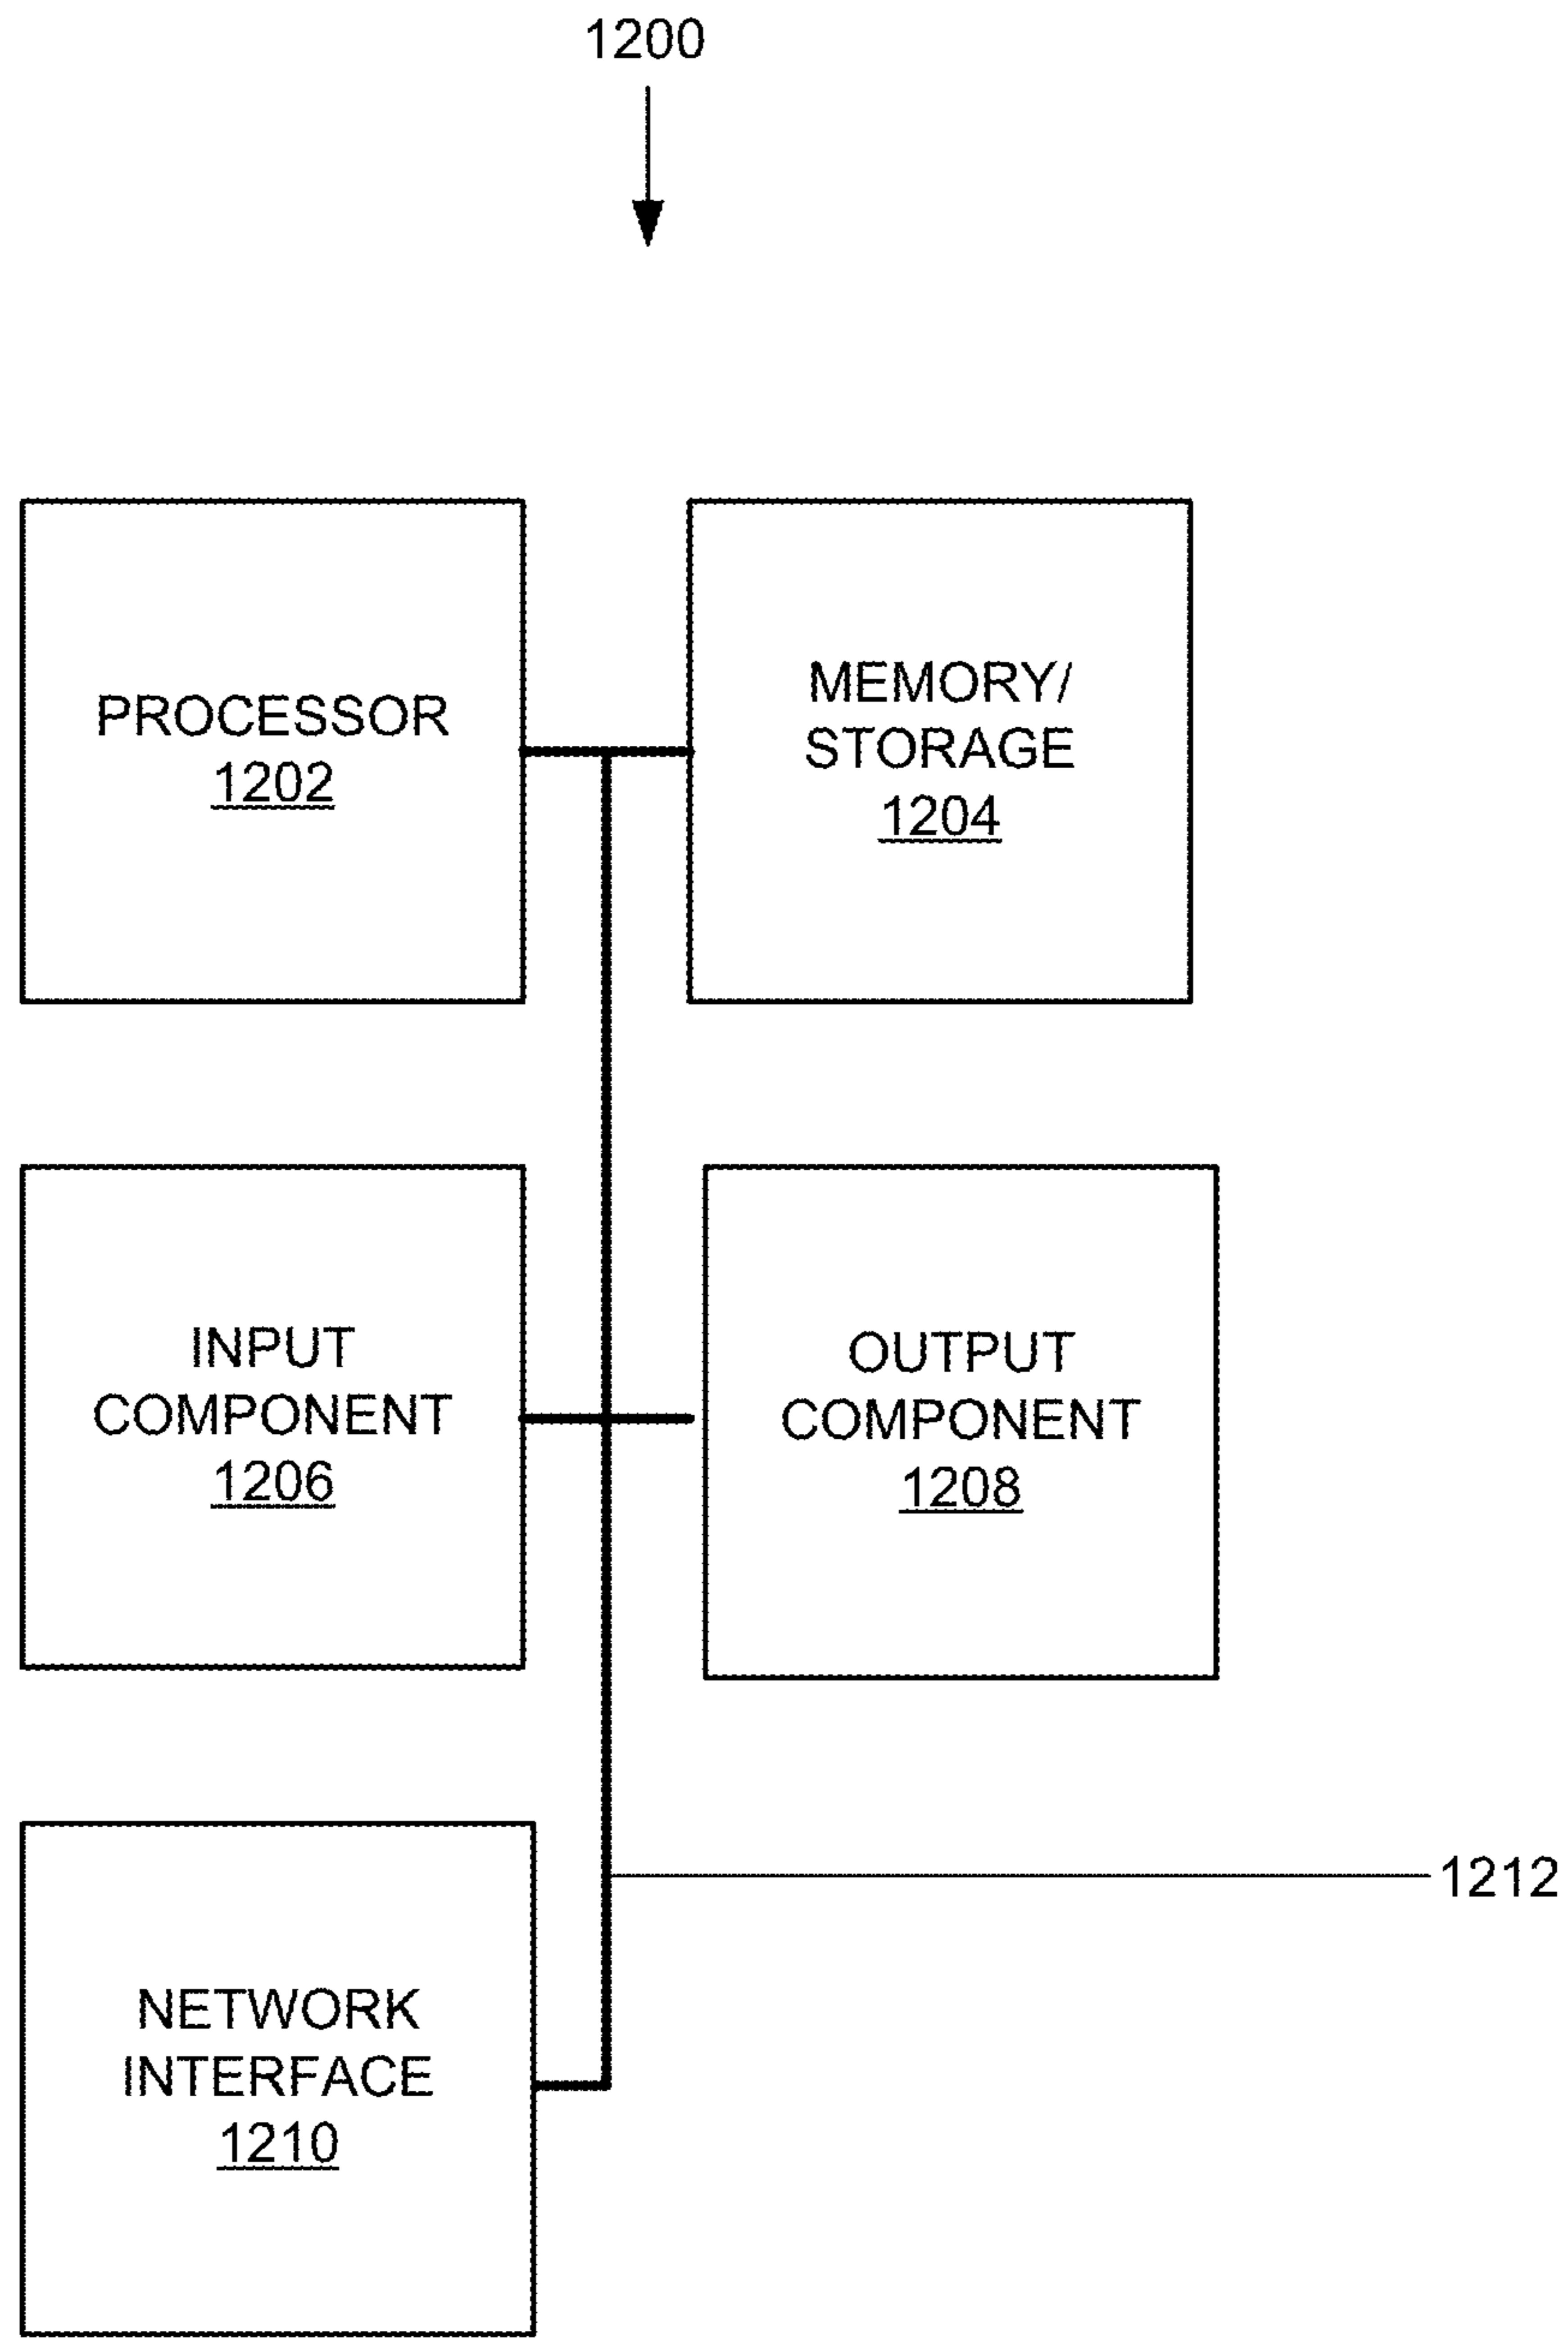 1200
PROCESSOR
1202
MEMORY/
STORAGE
1204
INPUT
COMPONENT
1206
OUTPUT
COMPONENT
1208
1212
NETWORK
INTERFACE
1210